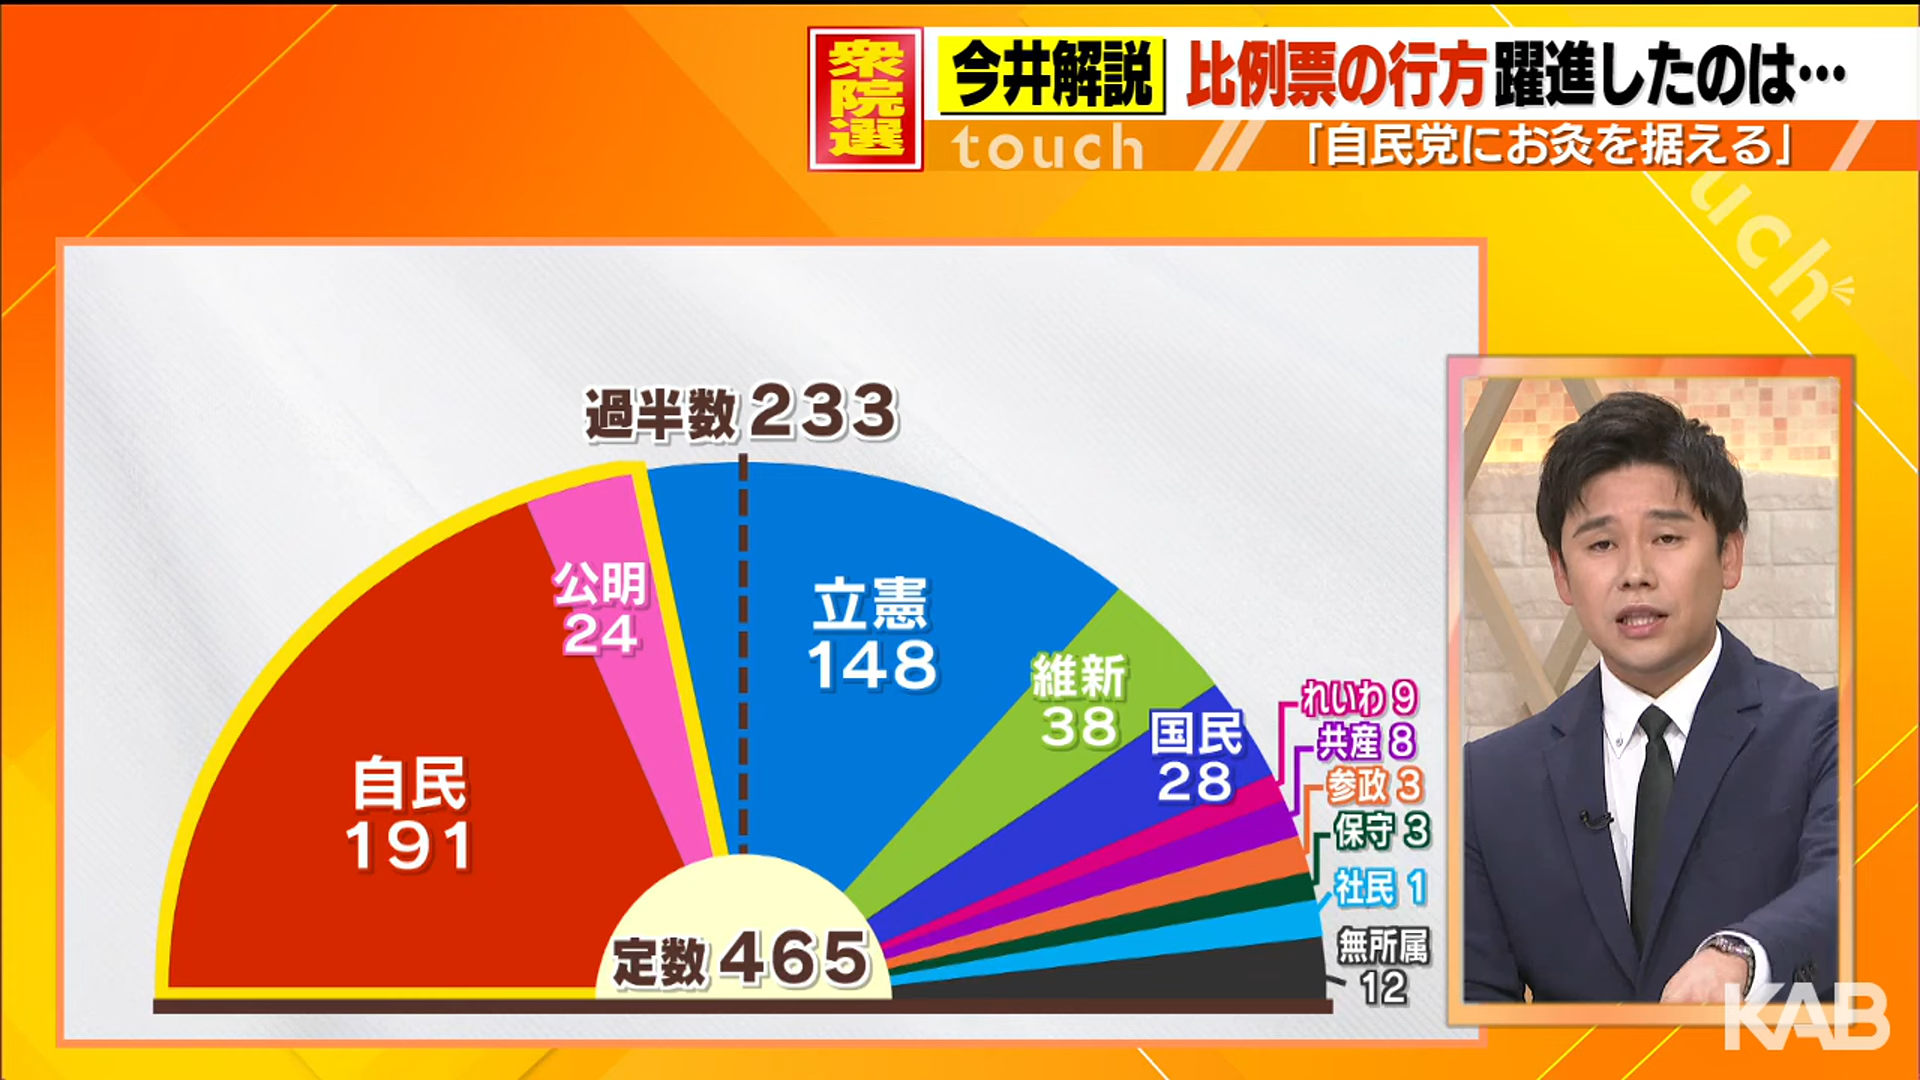 衆院選
今井解説
比例票の行方躍進したのは…
touch
「自民党にお灸を据える」
uch
過半数233
公明
24
立憲
148
維新
38
国民
28
自民
191
れいわ 9
共産 8
参政 3
保守 3
社民 1
無所属
12
定数465
KAB